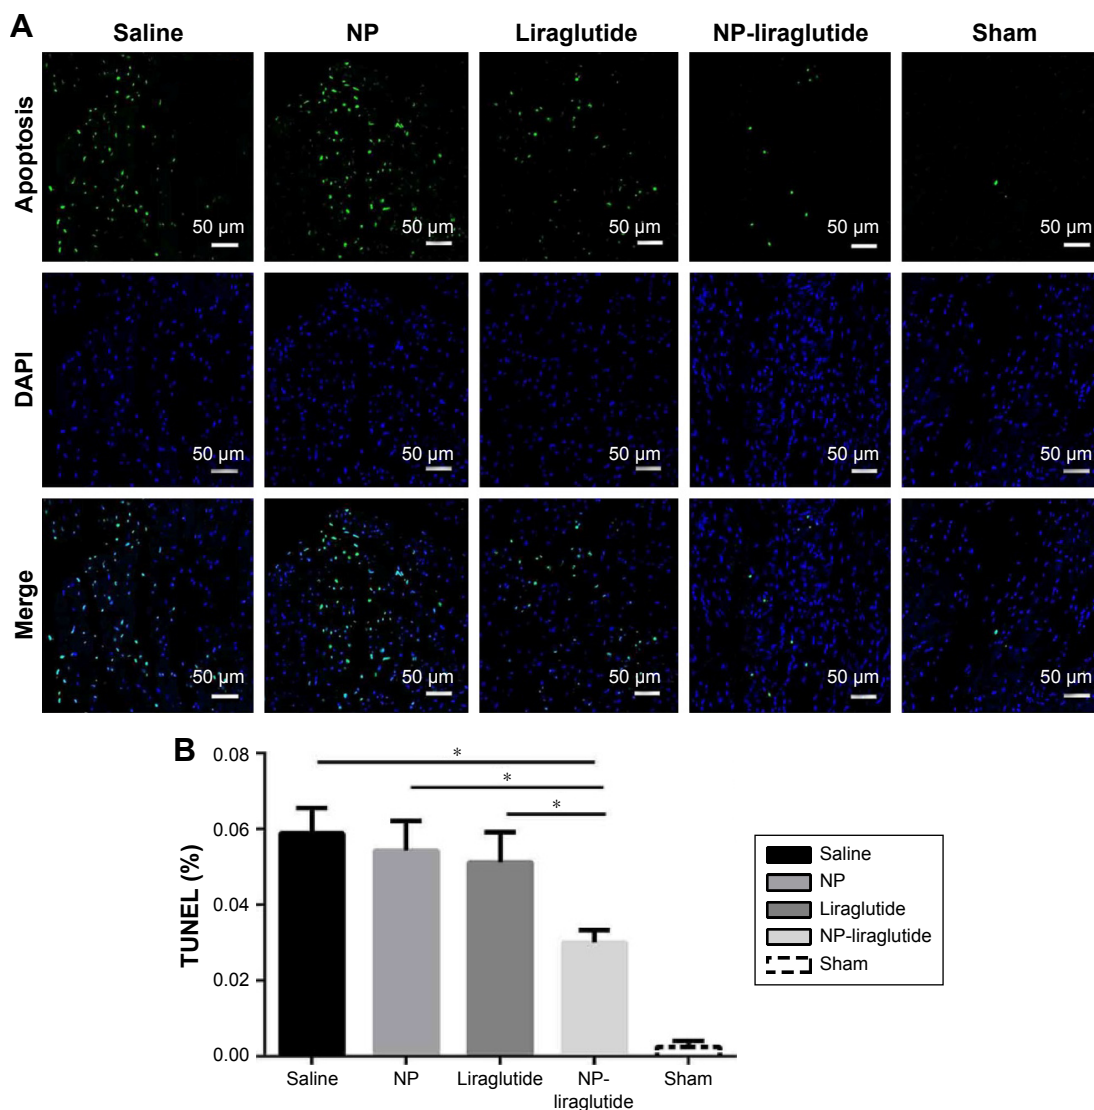 A
Saline NP Liraglutide NP-liraglutide Sham
Apoptosis
50 µm 50 µm 50 µm 50 µm 50 µm
DAPI
50 µm 50 µm 50 µm 50 µm 50 µm
Merge
50 µm 50 µm 50 µm 50 µm 50 µm
B
TUNEL (%)
0.08
0.06
0.04
0.02
0.00
*
*
*
Saline NP Liraglutide NP- Sham
liraglutide
Saline
NP
Liraglutide
NP-liraglutide
Sham